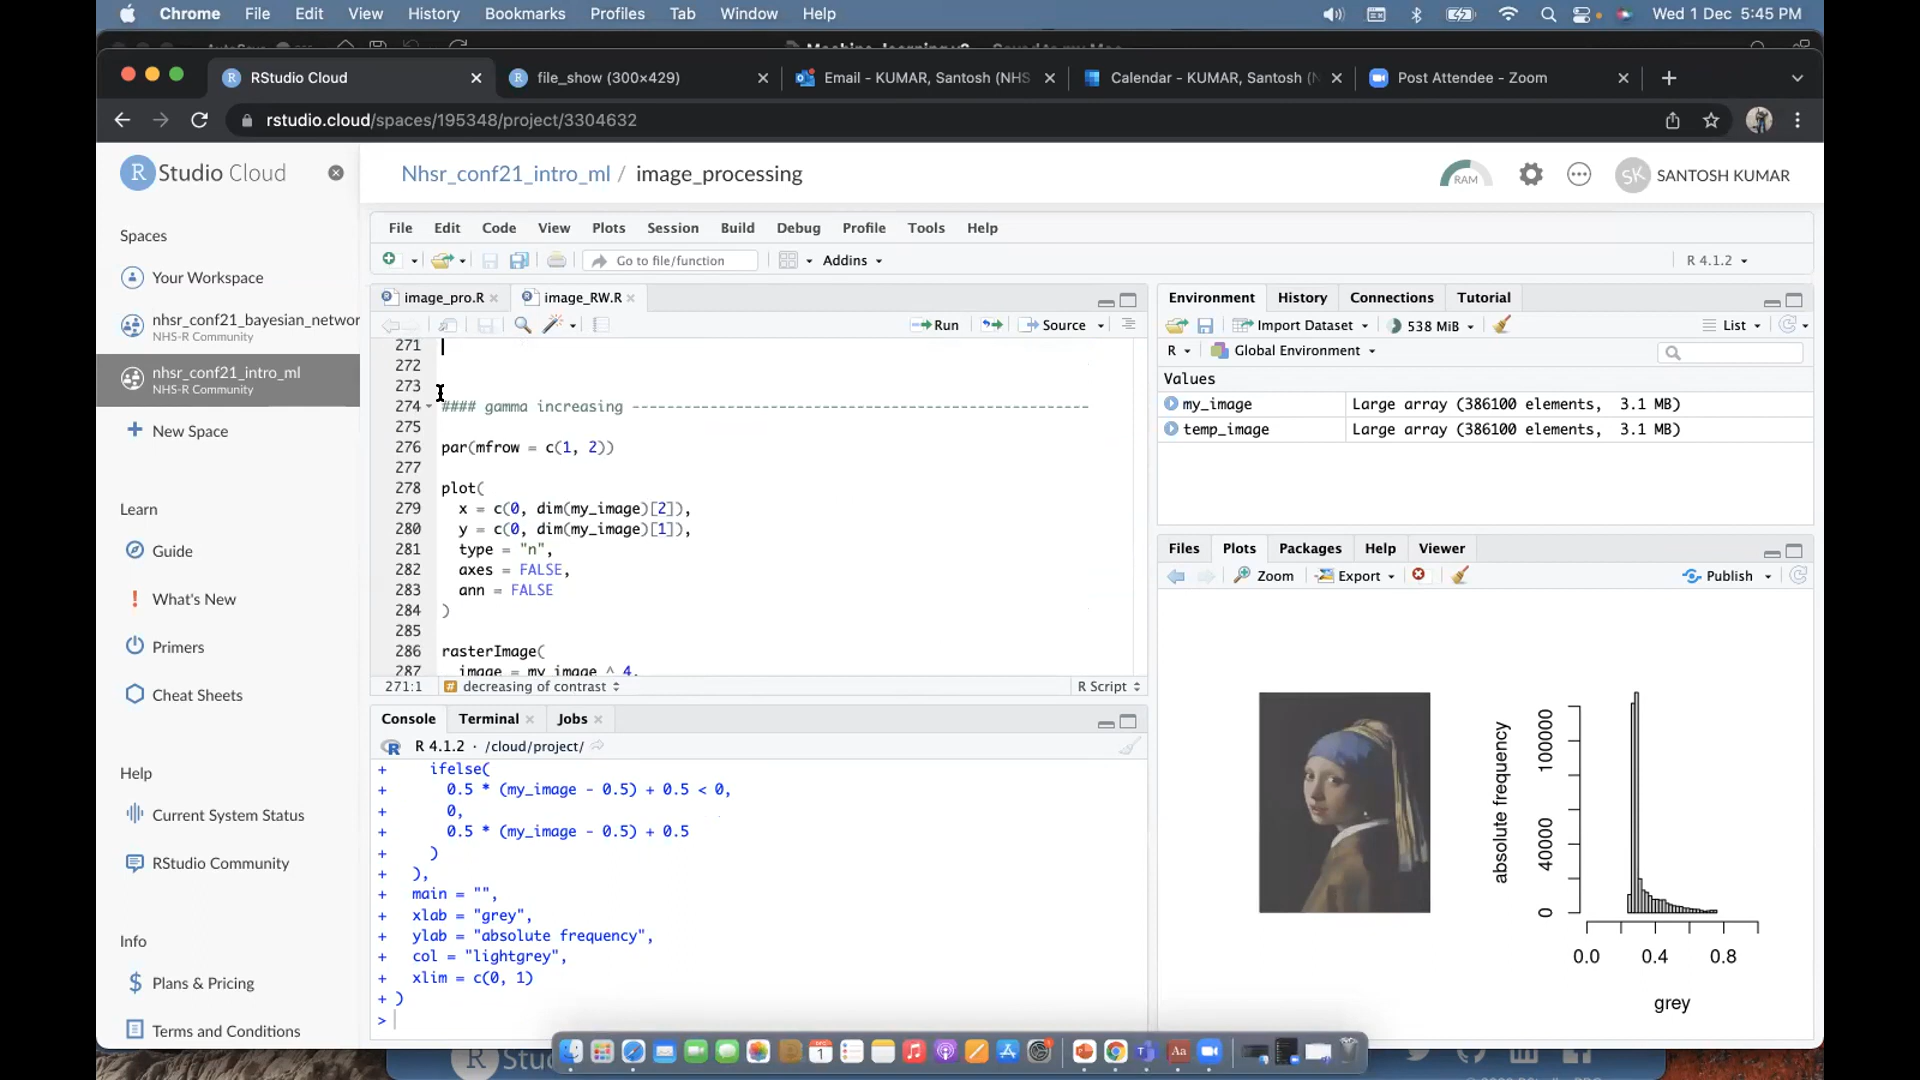 Chrome File Edit View History Bookmarks Profiles Tab Window Help Wed 1 Dec 5:45 PM
RStudio Cloud file_show (300×429) Email - KUMAR, Santosh (NHS Calendar - KUMAR, Santosh (N Post Attendee - Zoom
rstudio.cloud/spaces/195348/project/3304632
R Studio Cloud
Nhsr_conf21_intro_ml / image_processing RAM SK SANTOSH KUMAR
Spaces
Your Workspace
nhsr_conf21_bayesian_networ
NHS-R Community
nhsr_conf21_intro_ml
NHS-R Community
New Space
Learn
Guide
What's New
Primers
Cheat Sheets
Help
Current System Status
RStudio Community
Info
Plans & Pricing
Terms and Conditions
File Edit Code View Plots Session Build Debug Profile Tools Help
Go to file/function Addins R 4.1.2
image_pro.R image_RW.R
Run Source
271
272
273
274 #### gamma increasing -----------------------------------------------------
275
276 par(mfrow = c(1, 2))
277
278 plot(
279 x = c(0, dim(my_image)[2]),
280 y = c(0, dim(my_image)[1]),
281 type = "n",
282 axes = FALSE,
283 ann = FALSE
284 )
285
286 rasterImage(
287 image = my_image ^ 4,
271:1 # decreasing of contrast R Script
Console Terminal Jobs
R 4.1.2 · /cloud/project/
+ ifelse(
+ 0.5 * (my_image - 0.5) + 0.5 < 0,
+ 0,
+ 0.5 * (my_image - 0.5) + 0.5
+ )
+ ),
+ main = "",
+ xlab = "grey",
+ ylab = "absolute frequency",
+ col = "lightgrey",
+ xlim = c(0, 1)
+ )
>
Environment History Connections Tutorial
Import Dataset 538 MiB List
R Global Environment
Values
my_image Large array (386100 elements, 3.1 MB)
temp_image Large array (386100 elements, 3.1 MB)
Files Plots Packages Help Viewer
Zoom Export Publish
absolute frequency
100000
40000
0
0.0 0.4 0.8
grey
R Stu